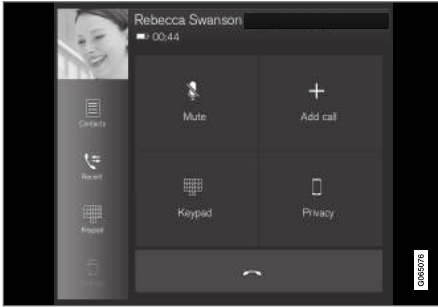 Rebecca Swanson
00:44
Contacts
Recent
Keypad
Mute
Add call
Keypad
Privacy
G065076